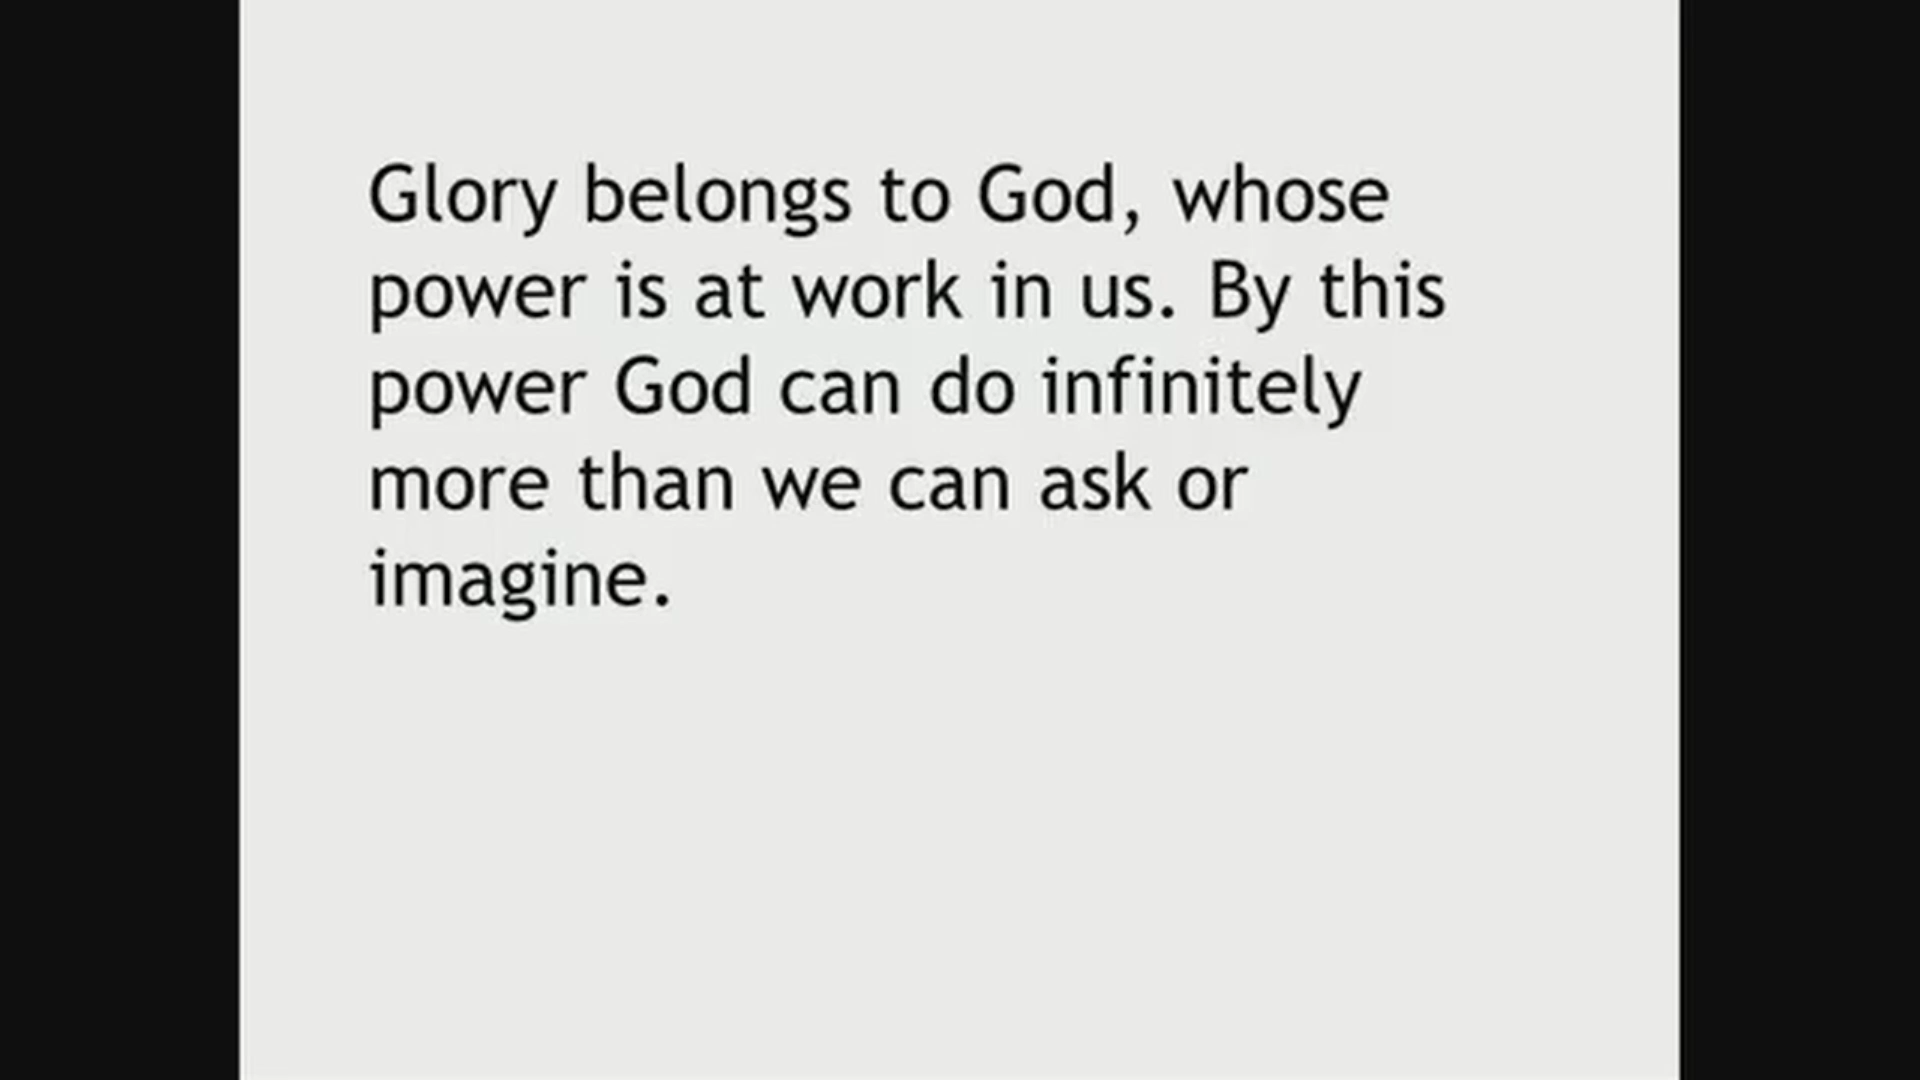 Glory belongs to God, whose
power is at work in us. By this
power God can do infinitely
more than we can ask or
imagine.